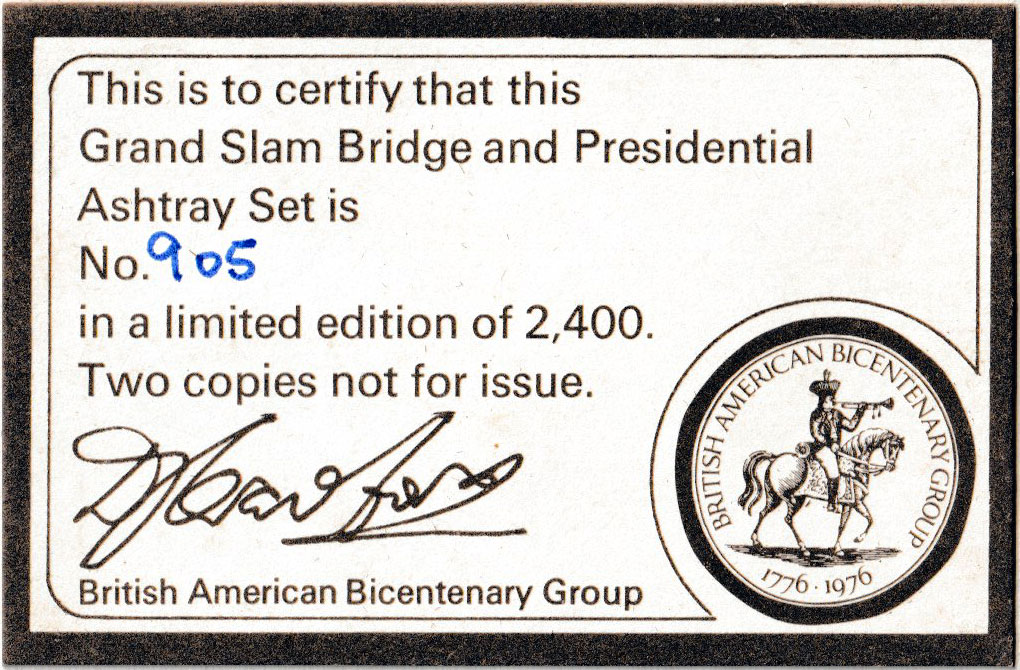 This is to certify that this
Grand Slam Bridge and Presidential
Ashtray Set is
No. 905
in a limited edition of 2,400.
Two copies not for issue.
British American Bicentenary Group
BRITISH AMERICAN BICENTENARY GROUP
1776 · 1976